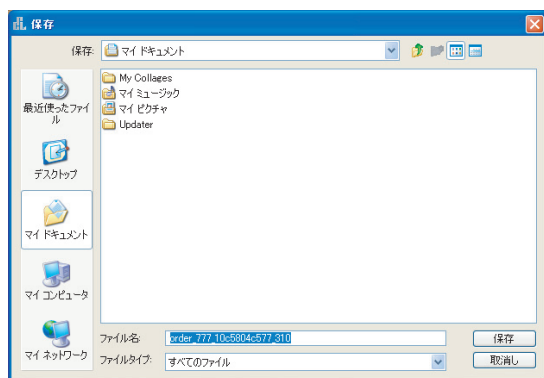 保存
保存: マイ ドキュメント
My Collages
マイ ミュージック
マイ ピクチャ
Updater
最近使ったファイ
ル
デスクトップ
マイ ドキュメント
マイ コンピュータ
マイ ネットワーク
ファイル名: order_777_10c5804c577_310 保存
ファイルタイプ: すべてのファイル 取消し